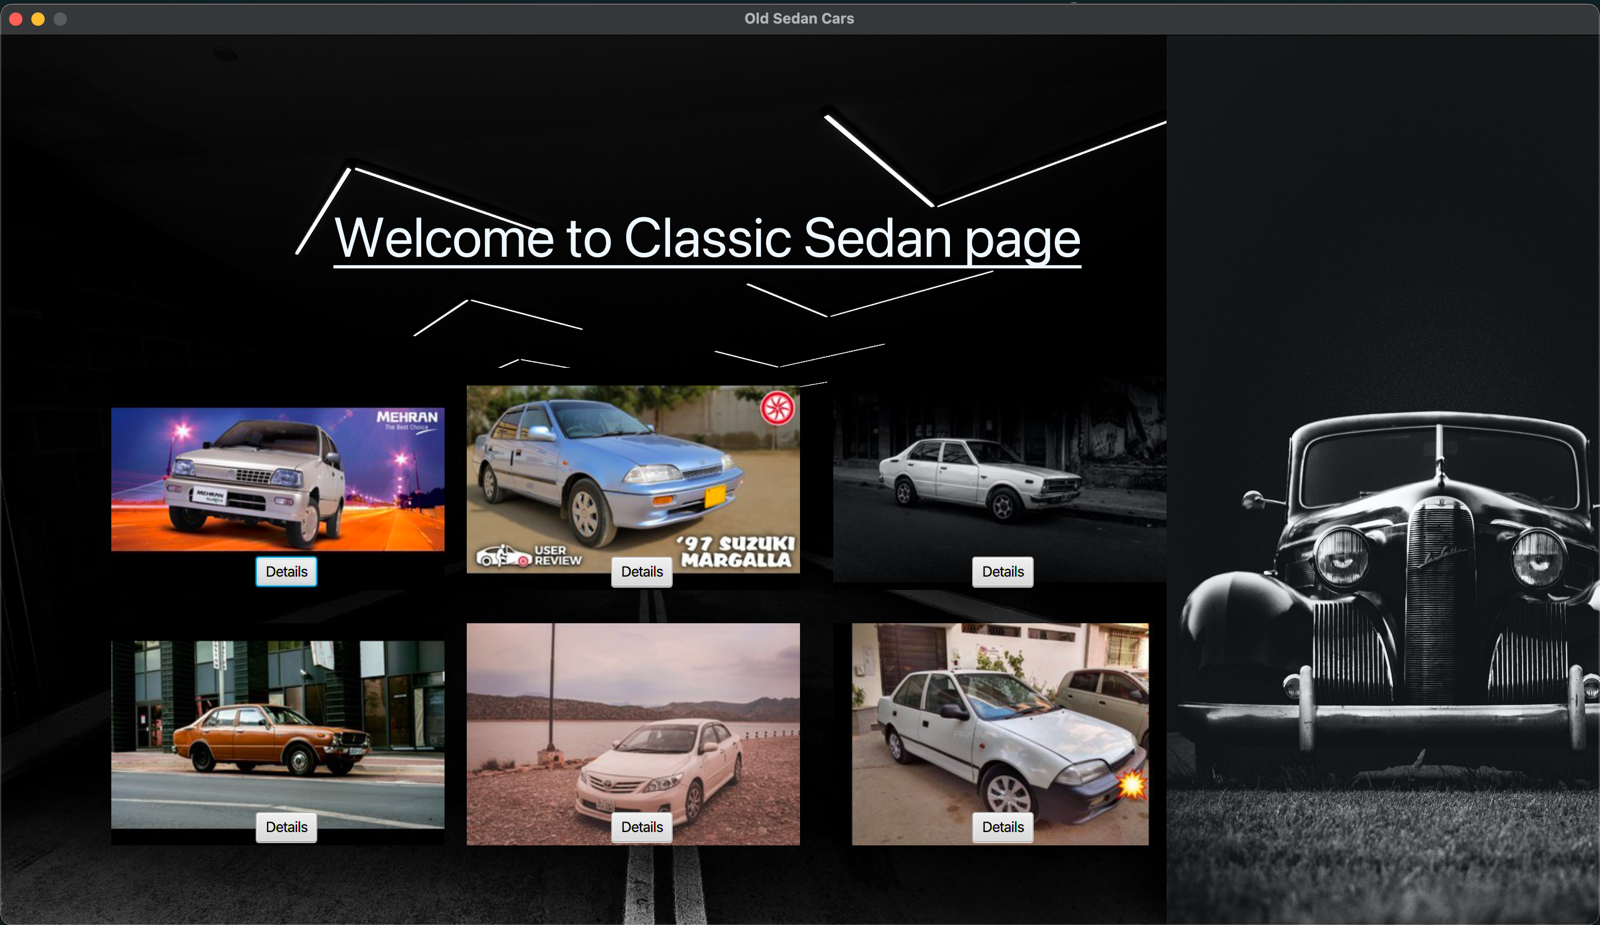 Old Sedan Cars
Welcome to Classic Sedan page
MEHRAN
The Best Choice
MEHRAN
USER
REVIEW
'97 SUZUKI
MARGALLA
Details
Details
Details
Details
Details
Details